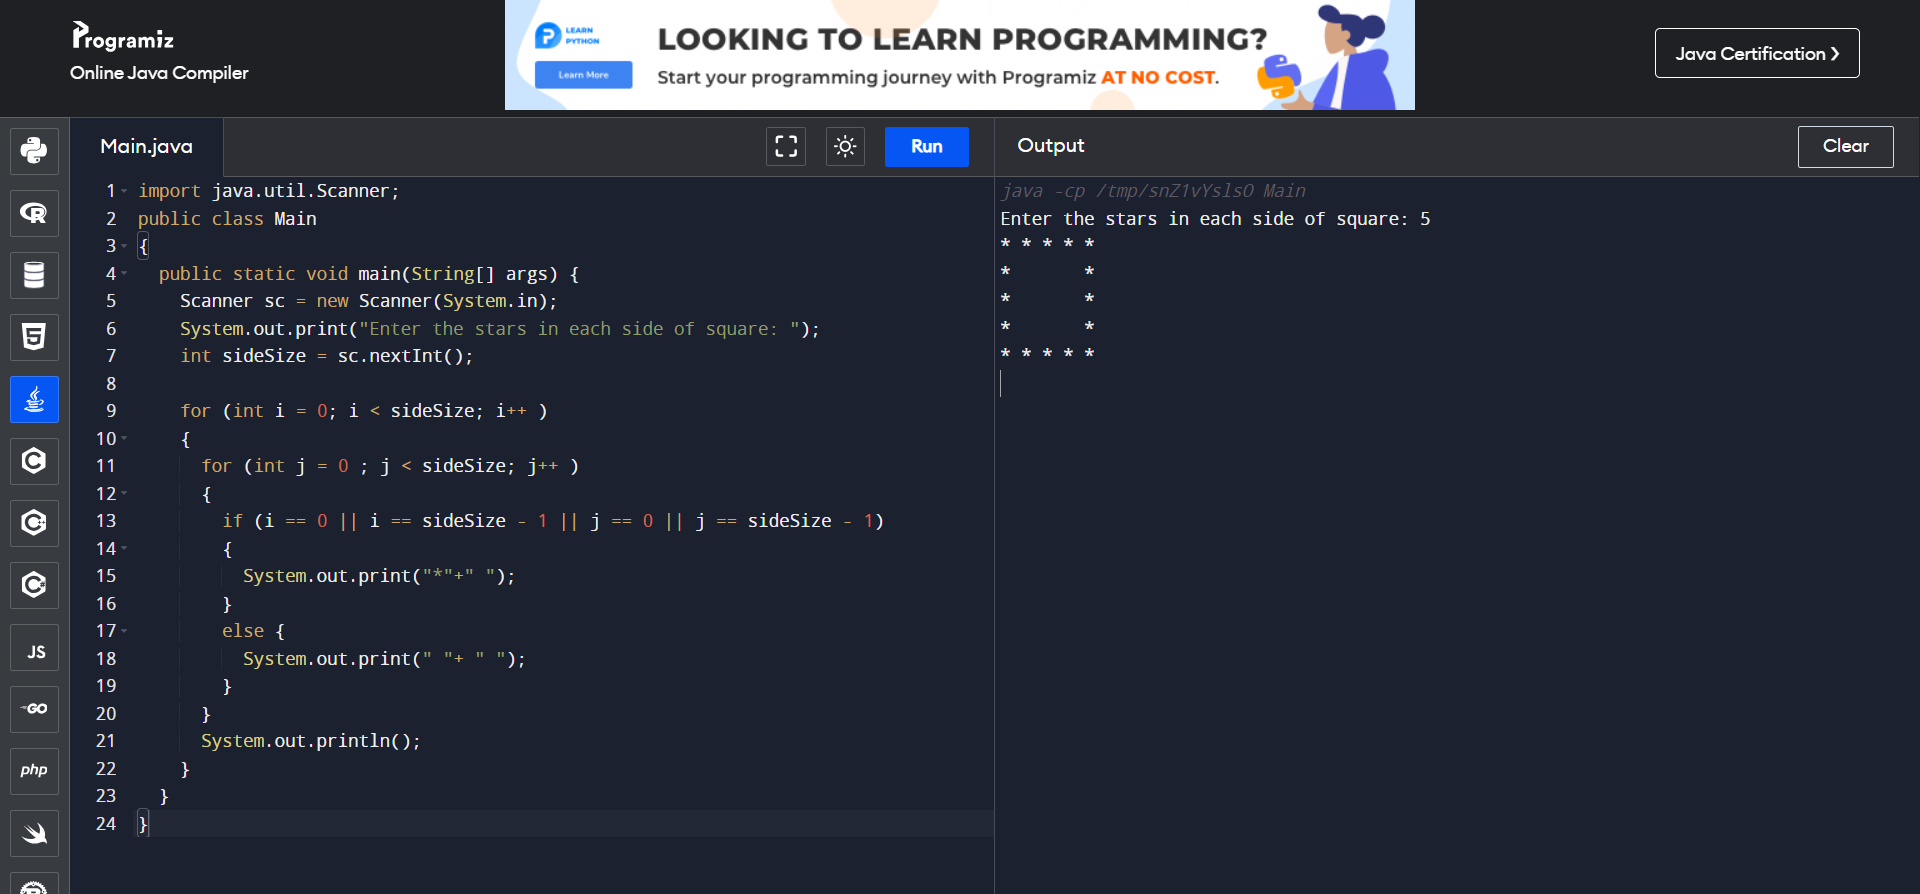 Programiz
Online Java Compiler
LEARN
PYTHON
Learn More
LOOKING TO LEARN PROGRAMMING?
Start your programming journey with Programiz AT NO COST.
Java Certification ❯
Main.java
Run
Output
Clear
1 import java.util.Scanner;
2 public class Main
3 {
4   public static void main(String[] args) {
5     Scanner sc = new Scanner(System.in);
6     System.out.print("Enter the stars in each side of square: ");
7     int sideSize = sc.nextInt();
8
9     for (int i = 0; i < sideSize; i++ )
10     {
11       for (int j = 0 ; j < sideSize; j++ )
12       {
13         if (i == 0 || i == sideSize - 1 || j == 0 || j == sideSize - 1)
14         {
15           System.out.print("*"+" ");
16         }
17         else {
18           System.out.print(" "+ " ");
19         }
20       }
21       System.out.println();
22     }
23   }
24 }
java -cp /tmp/snZ1vYslsO Main
Enter the stars in each side of square: 5
* * * * *
*       *
*       *
*       *
* * * * *
JS
GO
php